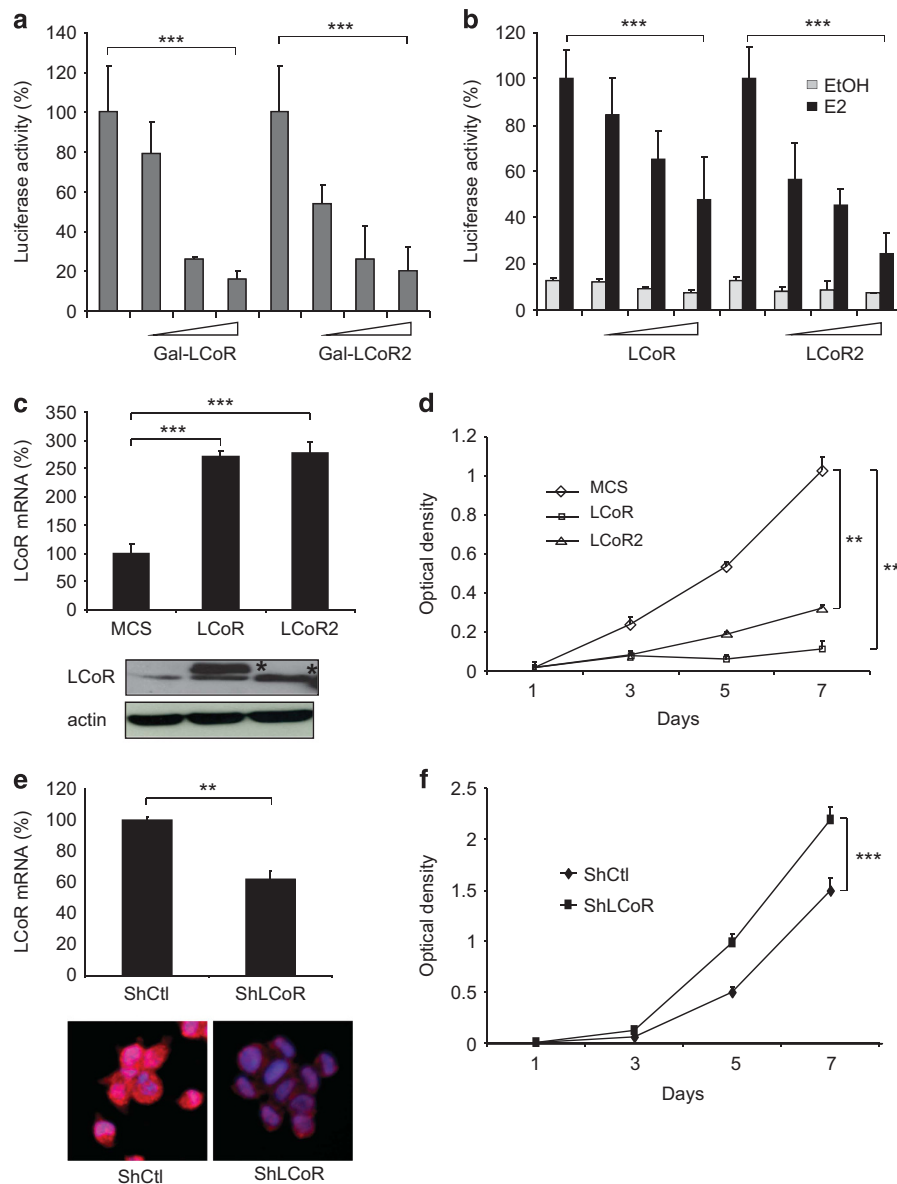 a
***
***
140
120
100
80
60
40
20
0
Luciferase activity (%)
Gal-LCoR
Gal-LCoR2
b
***
***
120
100
80
60
40
20
0
Luciferase activity (%)
EtOH
E2
LCoR
LCoR2
c
***
***
350
300
250
200
150
100
50
0
LCoR mRNA (%)
MCS
LCoR
LCoR2
LCoR
*
*
actin
d
1.2
1
0.8
0.6
0.4
0.2
0
Optical density
MCS
LCoR
LCoR2
**
**
1
3
5
7
Days
e
**
120
100
80
60
40
20
0
LCoR mRNA (%)
ShCtl
ShLCoR
ShCtl
ShLCoR
f
2.5
2
1.5
1
0.5
0
Optical density
ShCtl
ShLCoR
***
1
3
5
7
Days